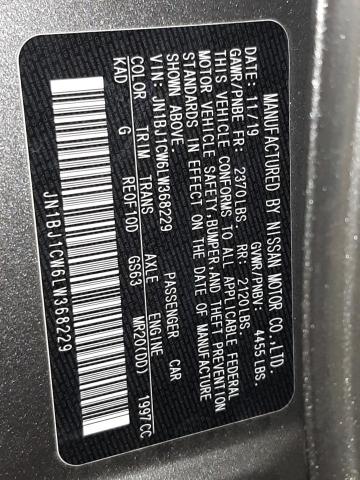 MANUFACTURED BY NISSAN MOTOR CO.,LTD.
11/19 GVWR/PNBV: 4455 LBS.
GAWR/PNBE FR: 2370LBS. RR: 2120LBS.
THIS VEHICLE CONFORMS TO ALL APPLICABLE FEDERAL
MOTOR VEHICLE SAFETY,BUMPER,AND THEFT PREVENTION
STANDARDS IN EFFECT ON THE DATE OF MANUFACTURE
SHOWN ABOVE.
VIN: JN1BJ1CW6LW368229 PASSENGER CAR
COLOR TRIM TRANS AXLE ENGINE
KAD G RE0F10D GS63 MR20(DD) 1997CC
JN1BJ1CW6LW368229